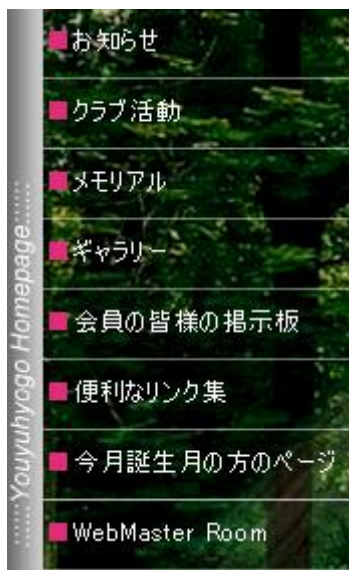 お知らせ
クラブ活動
メモリアル
ギャラリー
会員の皆様の掲示板
便利なリンク集
今月誕生月の方のページ
WebMaster Room
......Youyuhyogo Homepage......